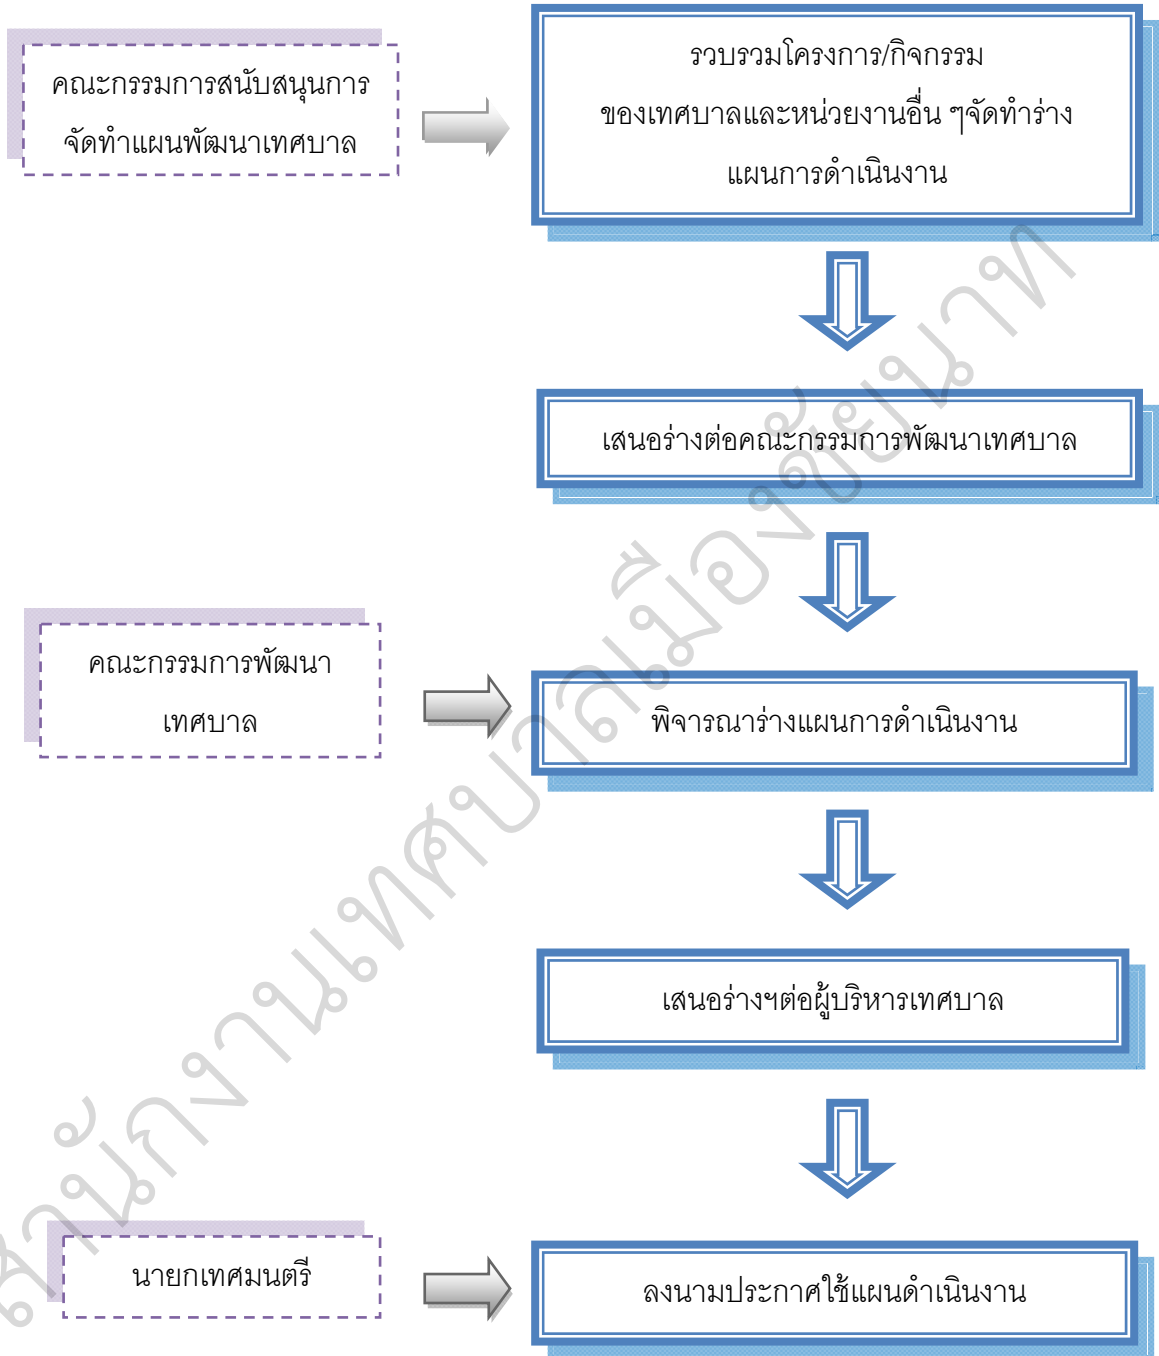 คณะกรรมการสนับสนุนการ
จัดทำแผนพัฒนาเทศบาล
รวบรวมโครงการ/กิจกรรม
ของเทศบาลและหน่วยงานอื่น ๆจัดทำร่าง
แผนการดำเนินงาน
เสนอร่างต่อคณะกรรมการพัฒนาเทศบาล
คณะกรรมการพัฒนา
เทศบาล
พิจารณาร่างแผนการดำเนินงาน
เสนอร่างฯต่อผู้บริหารเทศบาล
นายกเทศมนตรี
ลงนามประกาศใช้แผนดำเนินงาน
สำนักงานเทศบาลเมืองชัยนาท